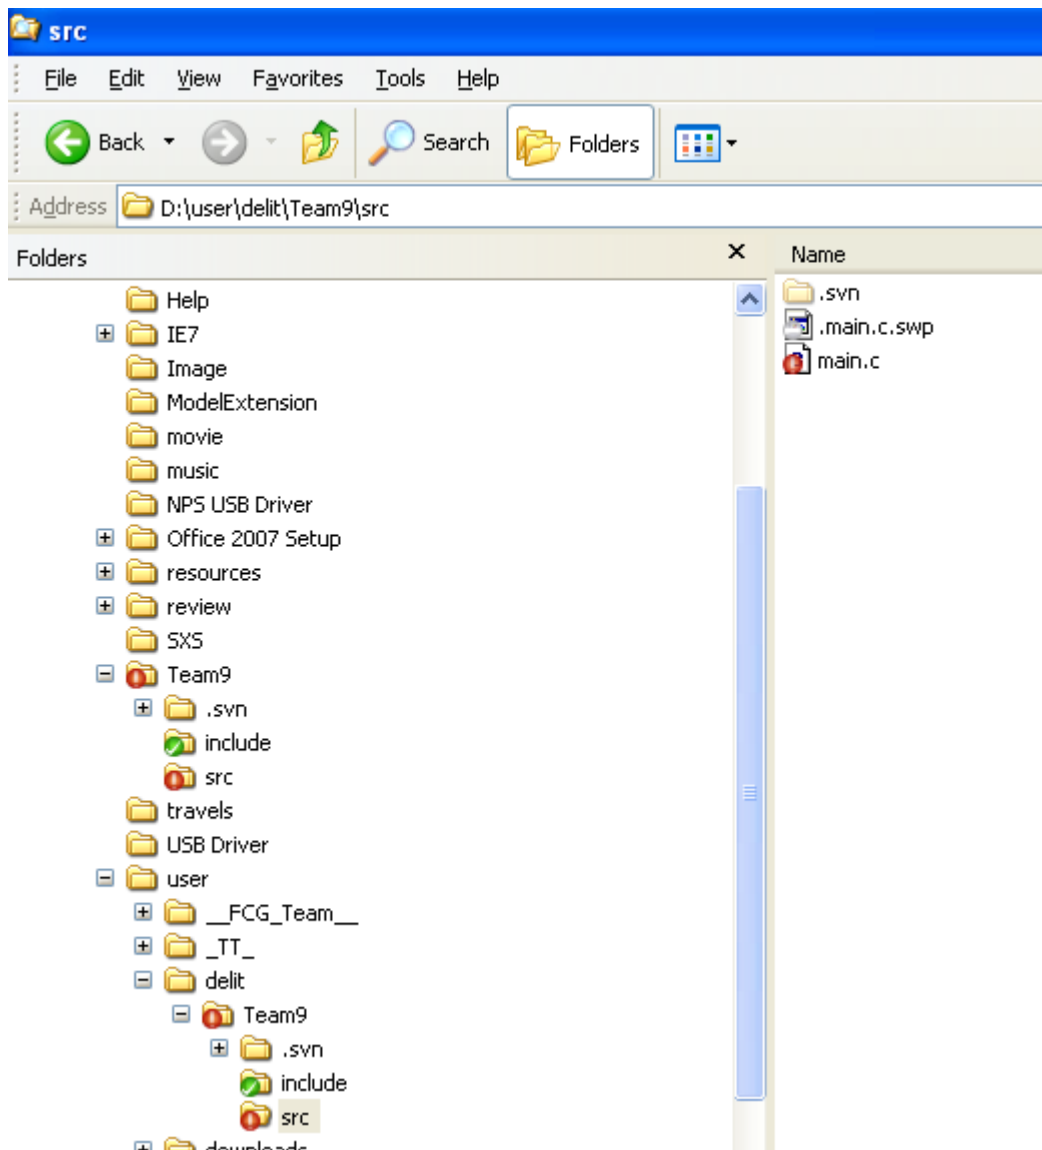 src
File Edit View Favorites Tools Help
Back Search Folders
Address D:\user\delit\Team9\src
Folders
Help
IE7
Image
ModelExtension
movie
music
NPS USB Driver
Office 2007 Setup
resources
review
SXS
Team9
.svn
include
src
travels
USB Driver
user
__FCG_Team__
_TT_
delit
Team9
.svn
include
src
downloads
Name
.svn
.main.c.swp
main.c